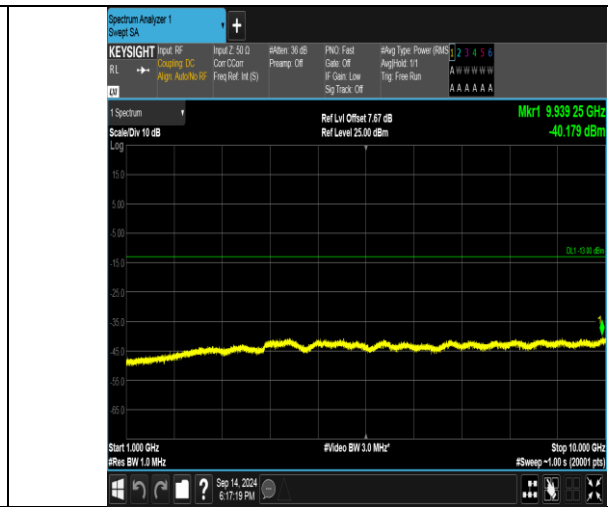 Spectrum Analyzer 1
Swept SA
+
KEYSIGHT
RL
LXI
Input: RF
Coupling: DC
Align: Auto/No RF
Input Z: 50 Ω
Corr CCorr
Freq Ref: Int (S)
#Atten: 36 dB
Preamp: Off
PNO: Fast
Gate: Off
IF Gain: Low
Sig Track: Off
#Avg Type: Power (RMS
Avg|Hold: 1/1
Trig: Free Run
1 2 3 4 5 6
A W W W W W
A A A A A A
1 Spectrum
Scale/Div 10 dB
Log
Ref Lvl Offset 7.67 dB
Ref Level 25.00 dBm
Mkr1 9.939 25 GHz
-40.179 dBm
15.0
5.00
-5.00
DL1 -13.00 dBm
-15.0
-25.0
-35.0
-45.0
-55.0
-65.0
Start 1.000 GHz
#Res BW 1.0 MHz
#Video BW 3.0 MHz*
Stop 10.000 GHz
#Sweep ~1.00 s (20001 pts)
?
Sep 14, 2024
6:17:19 PM